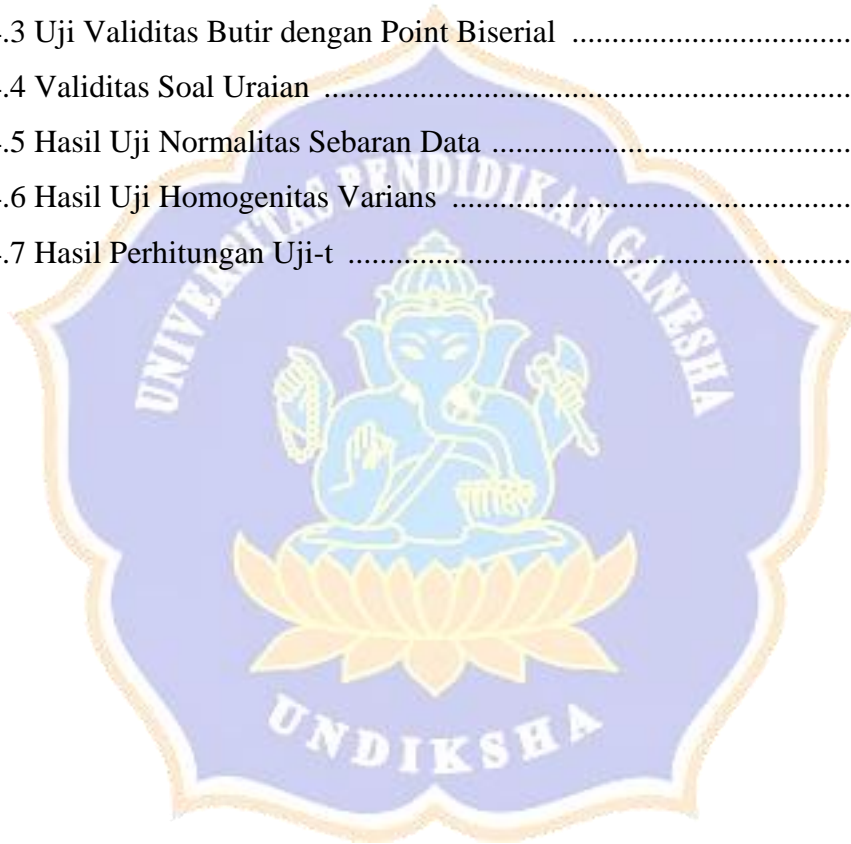 .3 Uji Validitas Butir dengan Point Biserial ..................................
.4 Validitas Soal Uraian ................................................................
.5 Hasil Uji Normalitas Sebaran Data ...........................................
.6 Hasil Uji Homogenitas Varians ................................................
.7 Hasil Perhitungan Uji-t ............................................................
UNIVERSITAS PENDIDIKAN GANESHA
UNDIKSHA